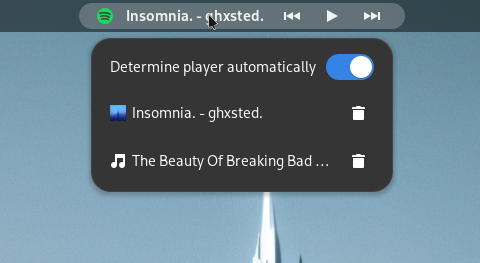 Insomnia. - ghxsted.
Determine player automatically
Insomnia. - ghxsted.
The Beauty Of Breaking Bad ...